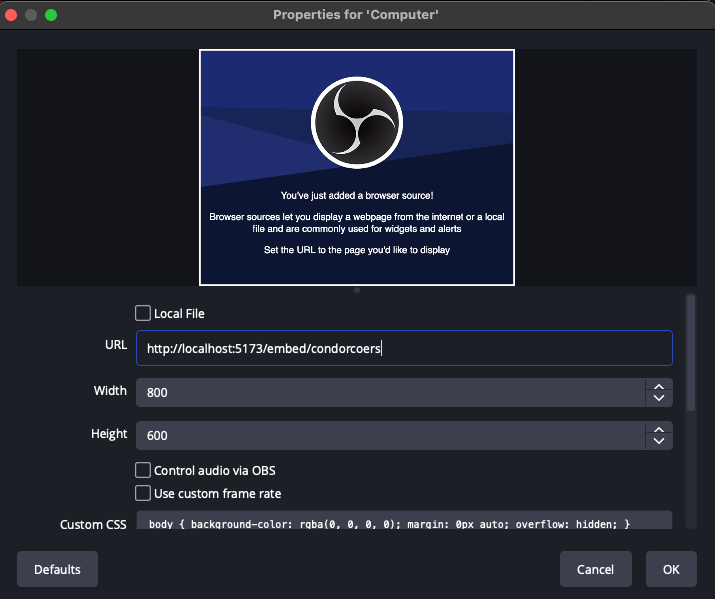 Properties for 'Computer'
You've just added a browser source!
Browser sources let you display a webpage from the internet or a local
file and are commonly used for widgets and alerts
Set the URL to the page you'd like to display
Local File
URL
http://localhost:5173/embed/condorcoers
Width
800
Height
600
Control audio via OBS
Use custom frame rate
Custom CSS
body { background-color: rgba(0, 0, 0, 0); margin: 0px auto; overflow: hidden; }
Defaults
Cancel
OK